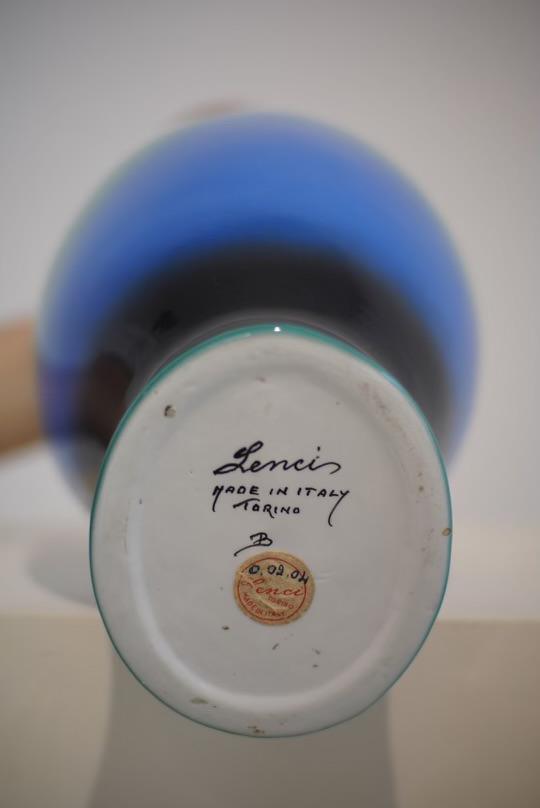 Lenci
MADE IN ITALY
TORINO
B
0.02.04
Lenci
TORINO
MADE IN ITALY